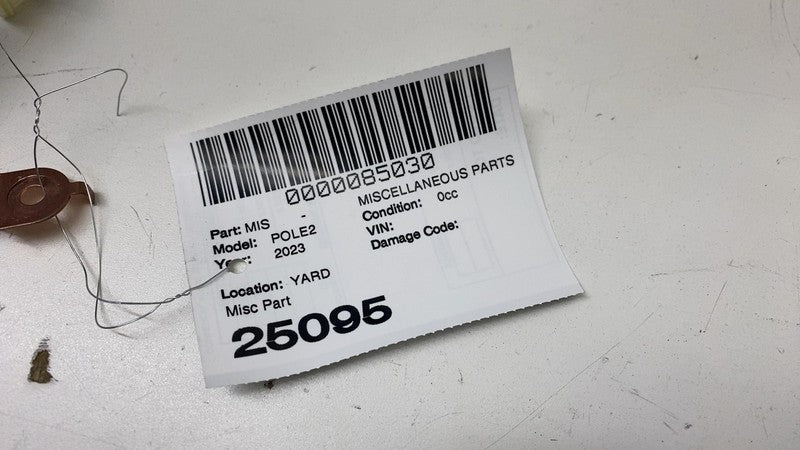 0000085030
Part: MIS - MISCELLANEOUS PARTS
Model: POLE2 Condition: 0cc
Year: 2023 VIN:
Damage Code:
Location: YARD
Misc Part
25095